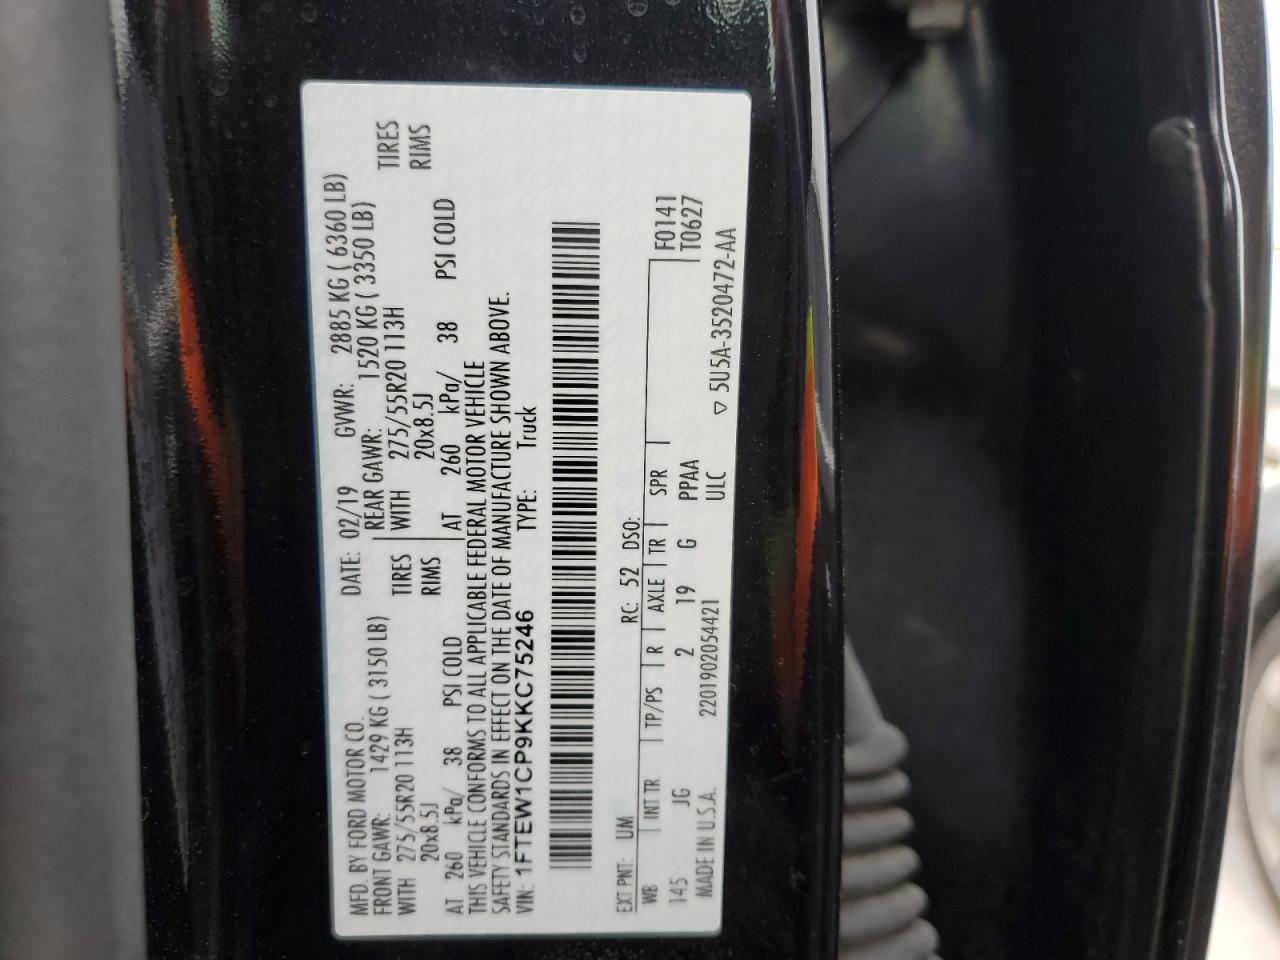 MFD. BY FORD MOTOR CO. DATE: 02/19 GVWR: 2885 KG ( 6360 LB)
FRONT GAWR: 1429 KG ( 3150 LB) REAR GAWR: 1520 KG ( 3350 LB)
WITH 275/55R20 113H TIRES WITH 275/55R20 113H TIRES
20x8.5J RIMS 20x8.5J RIMS
AT 260 kPa/ 38 PSI COLD AT 260 kPa/ 38 PSI COLD
THIS VEHICLE CONFORMS TO ALL APPLICABLE FEDERAL MOTOR VEHICLE
SAFETY STANDARDS IN EFFECT ON THE DATE OF MANUFACTURE SHOWN ABOVE.
VIN: 1FTEW1CP9KKC75246 TYPE: Truck
EXT PNT: UM RC: 52 DSO:
WB INT TR TP/PS R AXLE TR SPR F0141
145 JG 2 19 G PPAA T0627
MADE IN U.S.A. 2201902054421 ULC ▽ 5U5A-3520472-AA